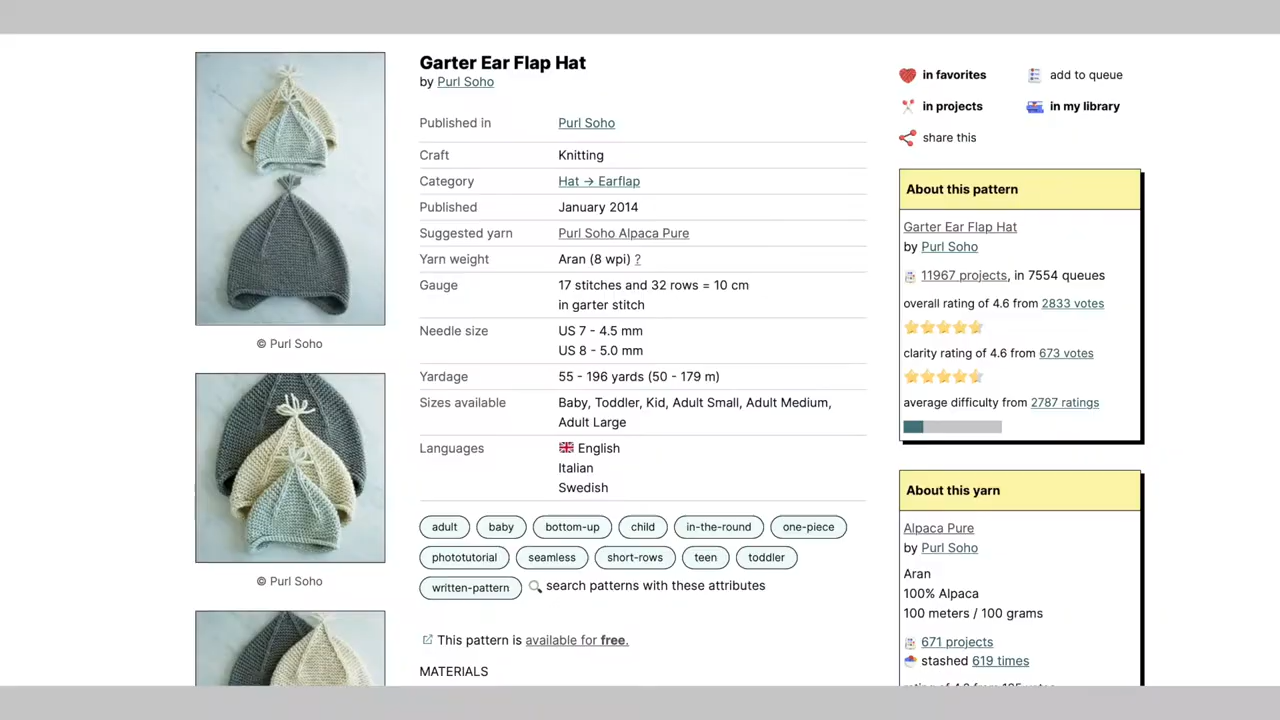 Garter Ear Flap Hat
by Purl Soho
Published in Purl Soho
Craft Knitting
Category Hat → Earflap
Published January 2014
Suggested yarn Purl Soho Alpaca Pure
Yarn weight Aran (8 wpi) ?
Gauge 17 stitches and 32 rows = 10 cm
in garter stitch
Needle size US 7 - 4.5 mm
US 8 - 5.0 mm
Yardage 55 - 196 yards (50 - 179 m)
Sizes available Baby, Toddler, Kid, Adult Small, Adult Medium,
Adult Large
Languages English
Italian
Swedish
adult baby bottom-up child in-the-round one-piece
phototutorial seamless short-rows teen toddler
written-pattern search patterns with these attributes
This pattern is available for free.
MATERIALS
© Purl Soho
© Purl Soho
in favorites add to queue
in projects in my library
share this
About this pattern
Garter Ear Flap Hat
by Purl Soho
11967 projects, in 7554 queues
overall rating of 4.6 from 2833 votes
clarity rating of 4.6 from 673 votes
average difficulty from 2787 ratings
About this yarn
Alpaca Pure
by Purl Soho
Aran
100% Alpaca
100 meters / 100 grams
671 projects
stashed 619 times